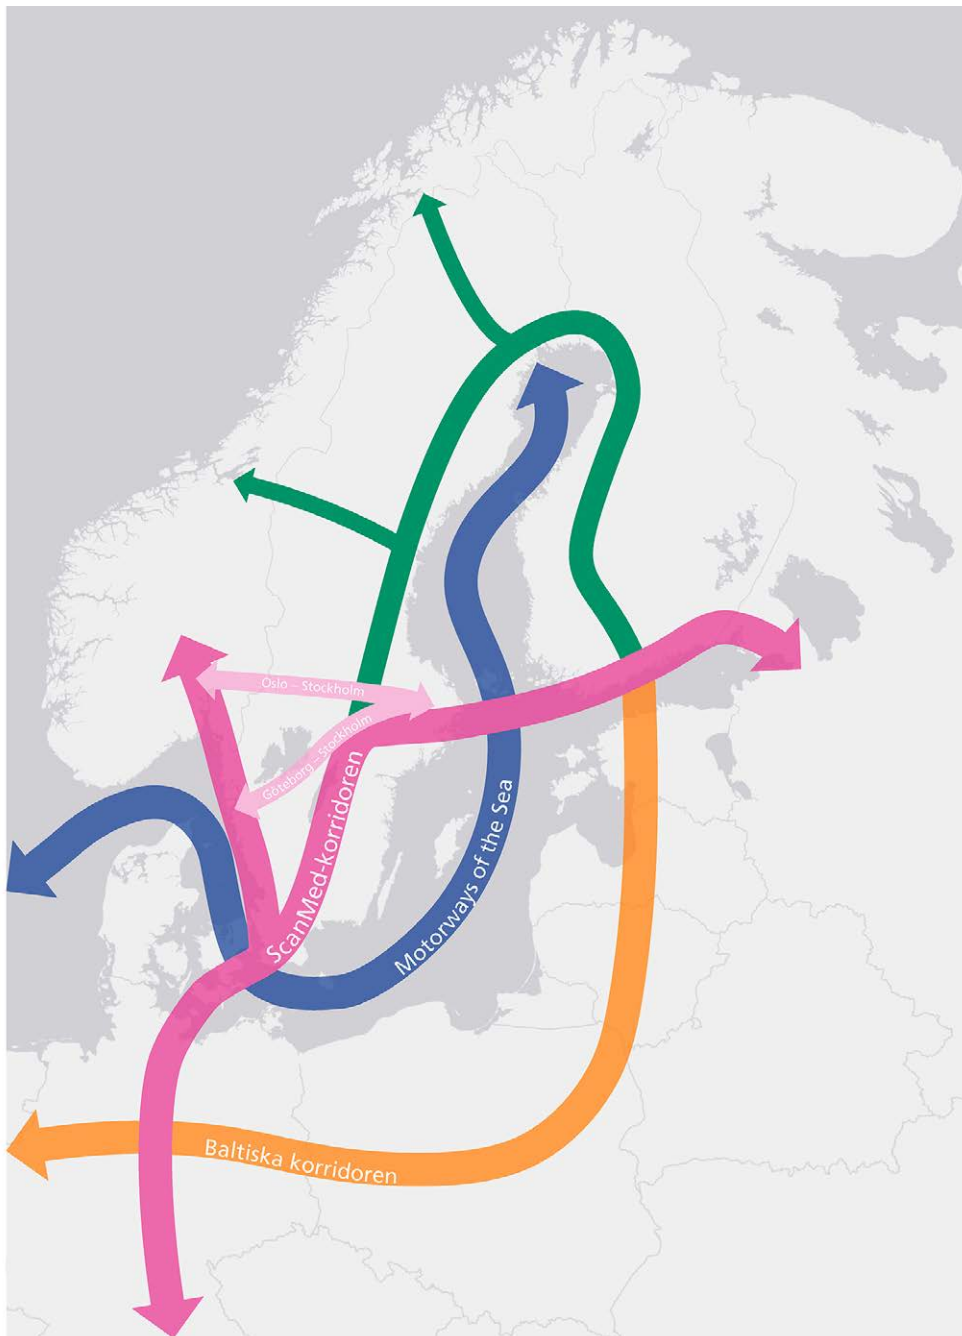 Oslo – Stockholm
Göteborg – Stockholm
ScanMed-korridoren
Motorways of the Sea
Baltiska korridoren